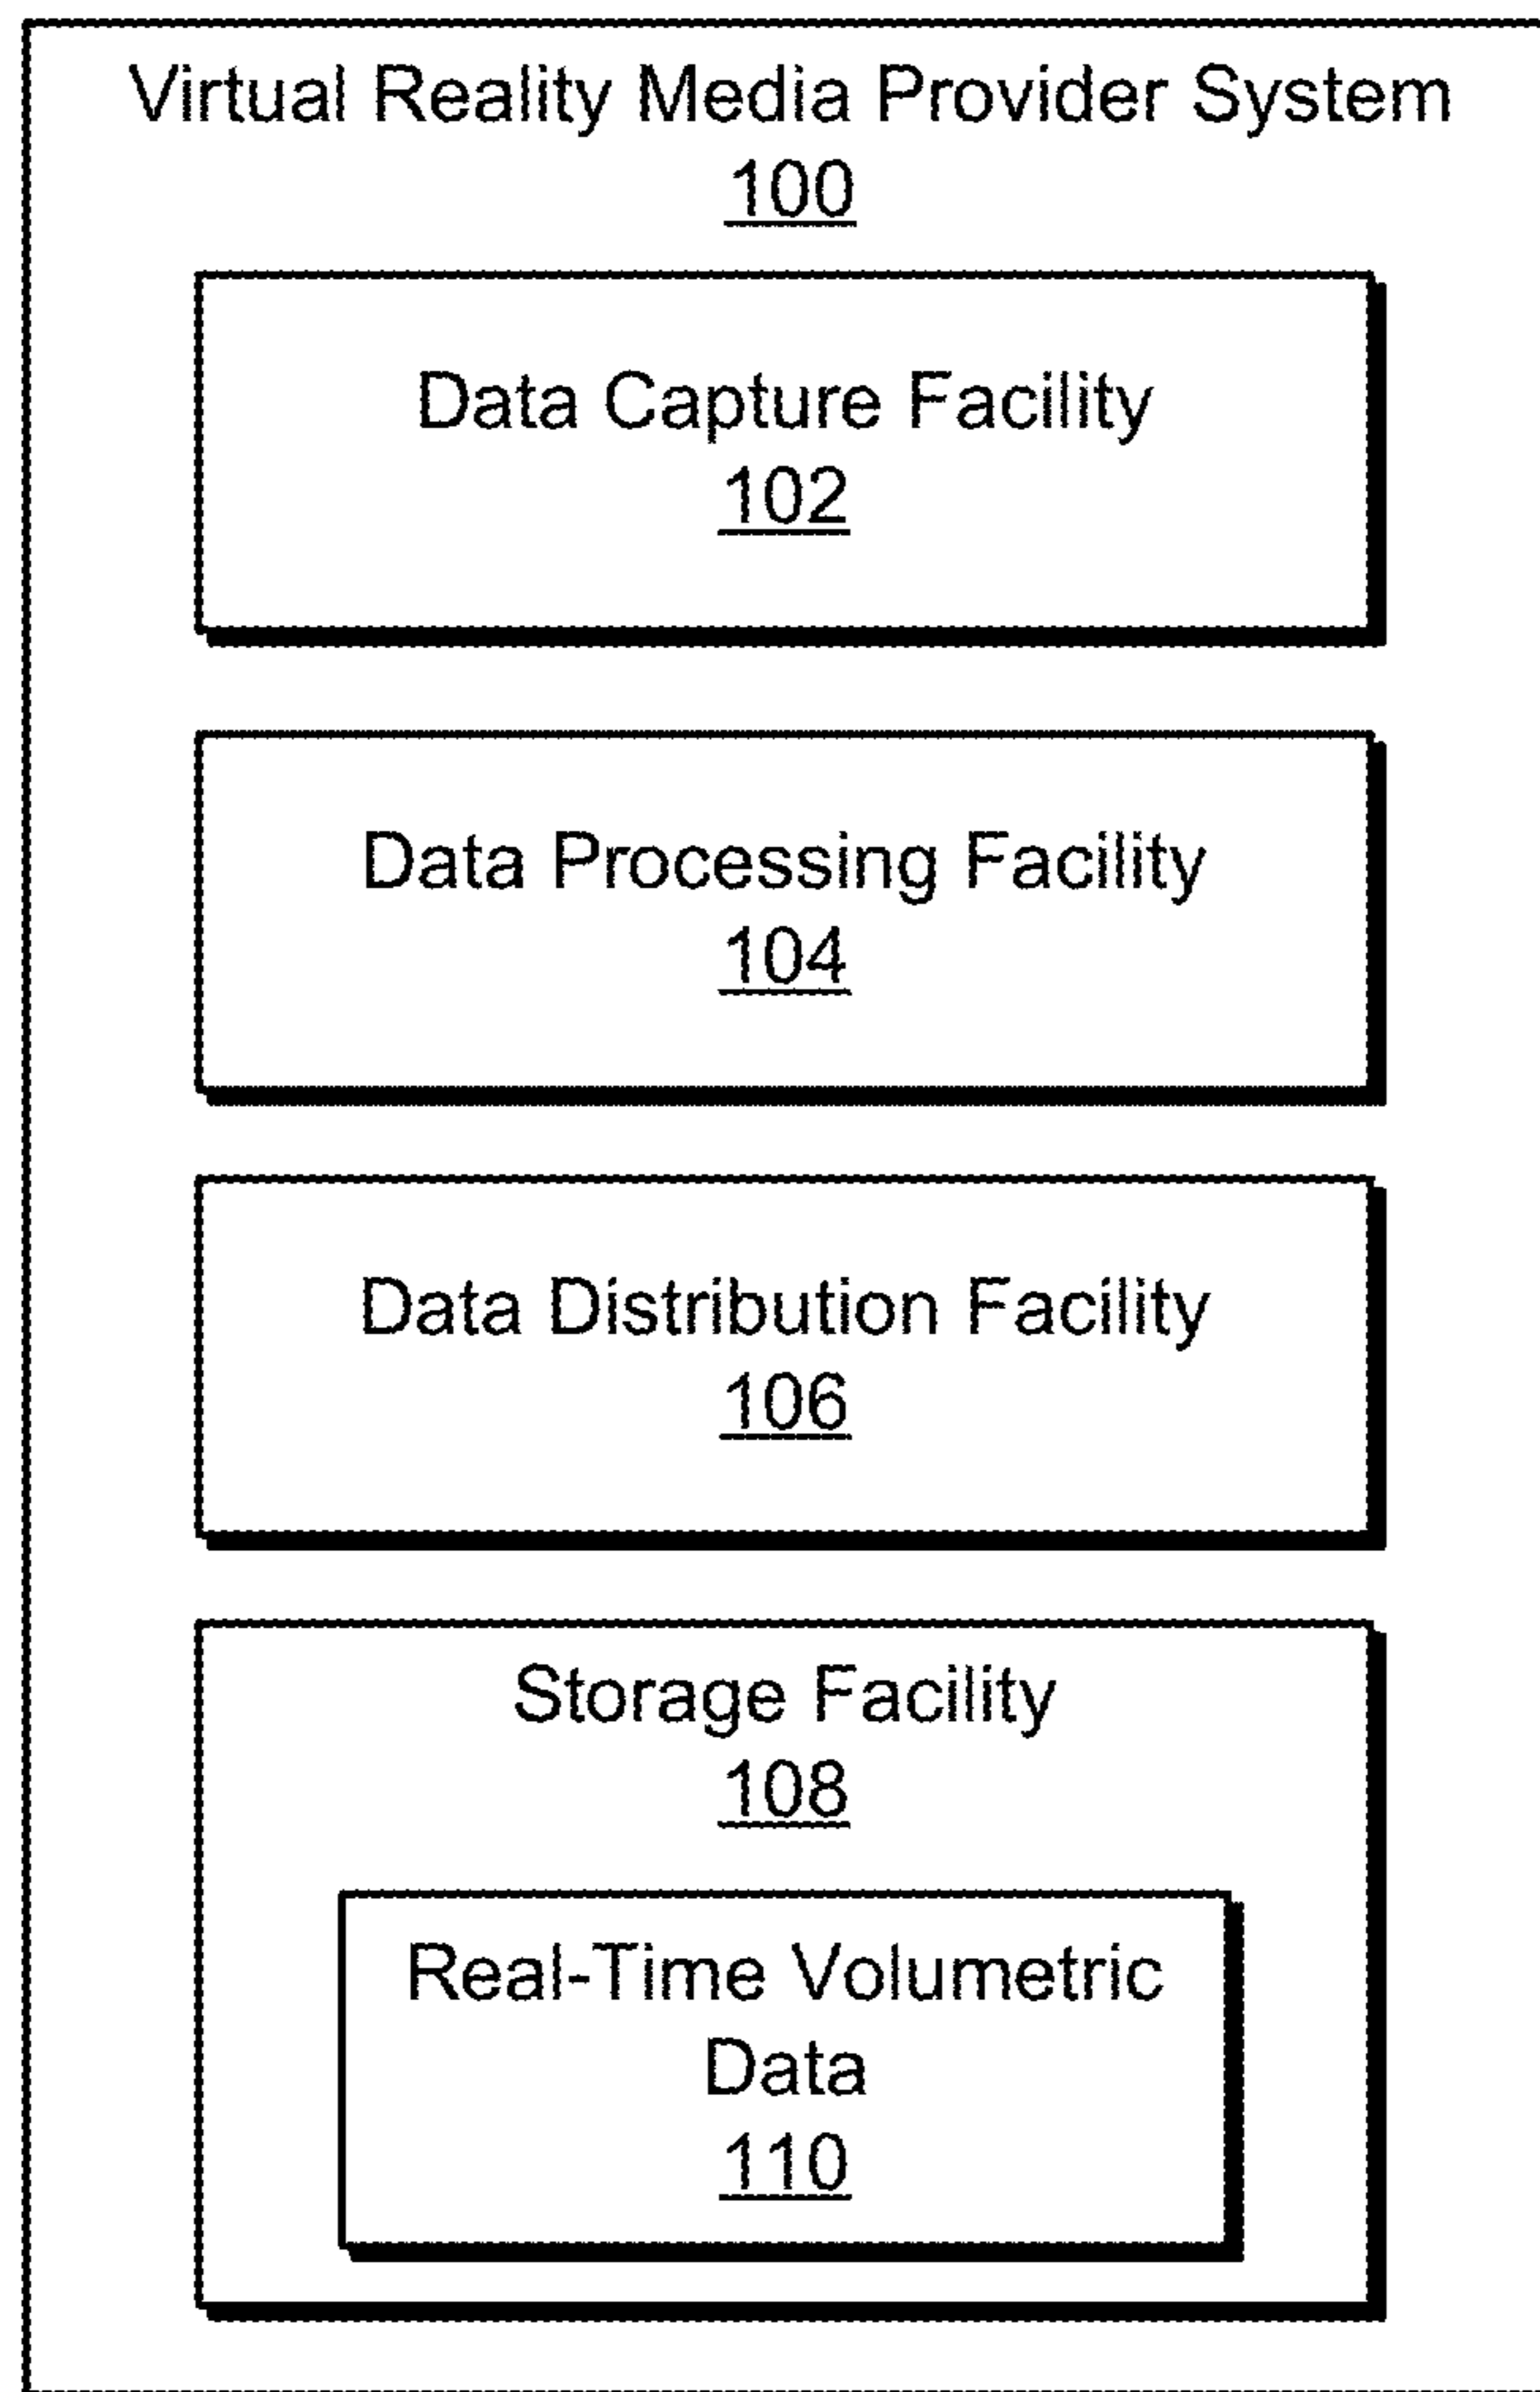 Virtual Reality Media Provider System
100
Data Capture Facility
102
Data Processing Facility
104
Data Distribution Facility
106
Storage Facility
108
Real-Time Volumetric
Data
110